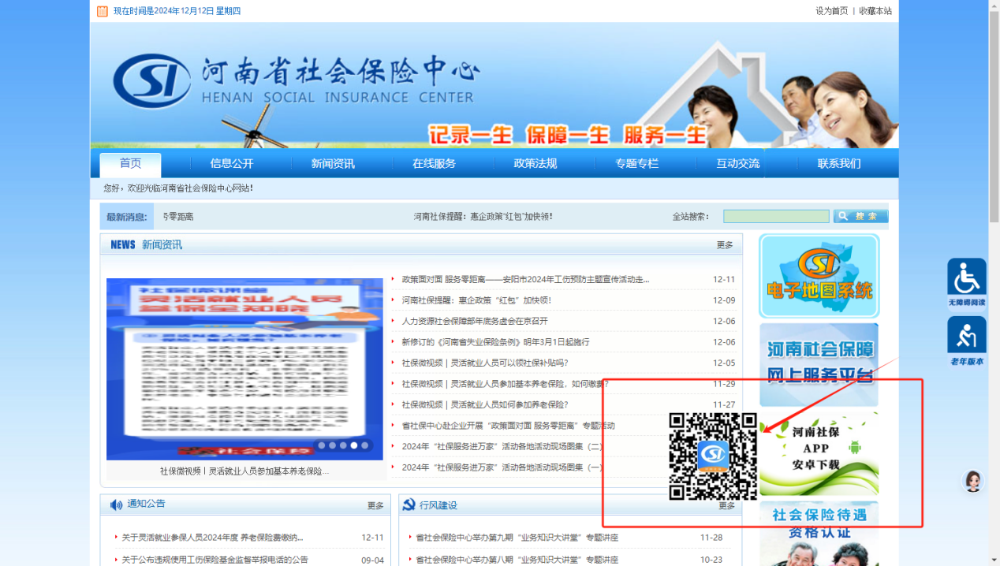 现在时间是2024年12月12日 星期四
设为首页 | 收藏本站
河南省社会保险中心
HENAN SOCIAL INSURANCE CENTER
记录一生 保障一生 服务一生
首页 信息公开 新闻资讯 在线服务 政策法规 专题专栏 互动交流 联系我们
您好，欢迎光临河南省社会保险中心网站！
最新消息: 零距离 河南社保提醒：惠企政策“红包”加快领！ 全站搜索： 搜 索
NEWS 新闻资讯 更多
社保微课堂
灵活就业人员
参保全知晓
社保微视频丨灵活就业人员参加基本养老保险...
政策面对面 服务零距离——安阳市2024年工伤预防主题宣传活动走... 12-11
河南社保提醒：惠企政策“红包”加快领！ 12-09
人力资源社会保障部年底务虚会在京召开 12-06
新修订的《河南省失业保险条例》明年3月1日起施行 12-06
社保微视频 | 灵活就业人员可以领社保补贴吗？ 12-05
社保微视频 | 灵活就业人员参加基本养老保险，如何缴费？ 11-29
社保微视频 | 灵活就业人员如何参加养老保险？ 11-27
省社保中心赴企业开展“政策面对面 服务零距离”专题活动
2024年“社保服务进万家”活动各地活动现场图集（二）
2024年“社保服务进万家”活动各地活动现场图集（一）
电子地图系统
河南社会保障
网上服务平台
河南社保
APP
安卓下载
社会保险待遇
资格认证
无障碍阅读
老年版本
通知公告 更多
关于灵活就业参保人员2024年度 养老保险费缴纳... 12-11
关于公布违规使用工伤保险基金监督举报电话的公告 09-04
行风建设 更多
省社会保险中心举办第九期“业务知识大讲堂”专题讲座 11-28
省社会保险中心举办第八期“业务知识大讲堂”专题讲座 10-23